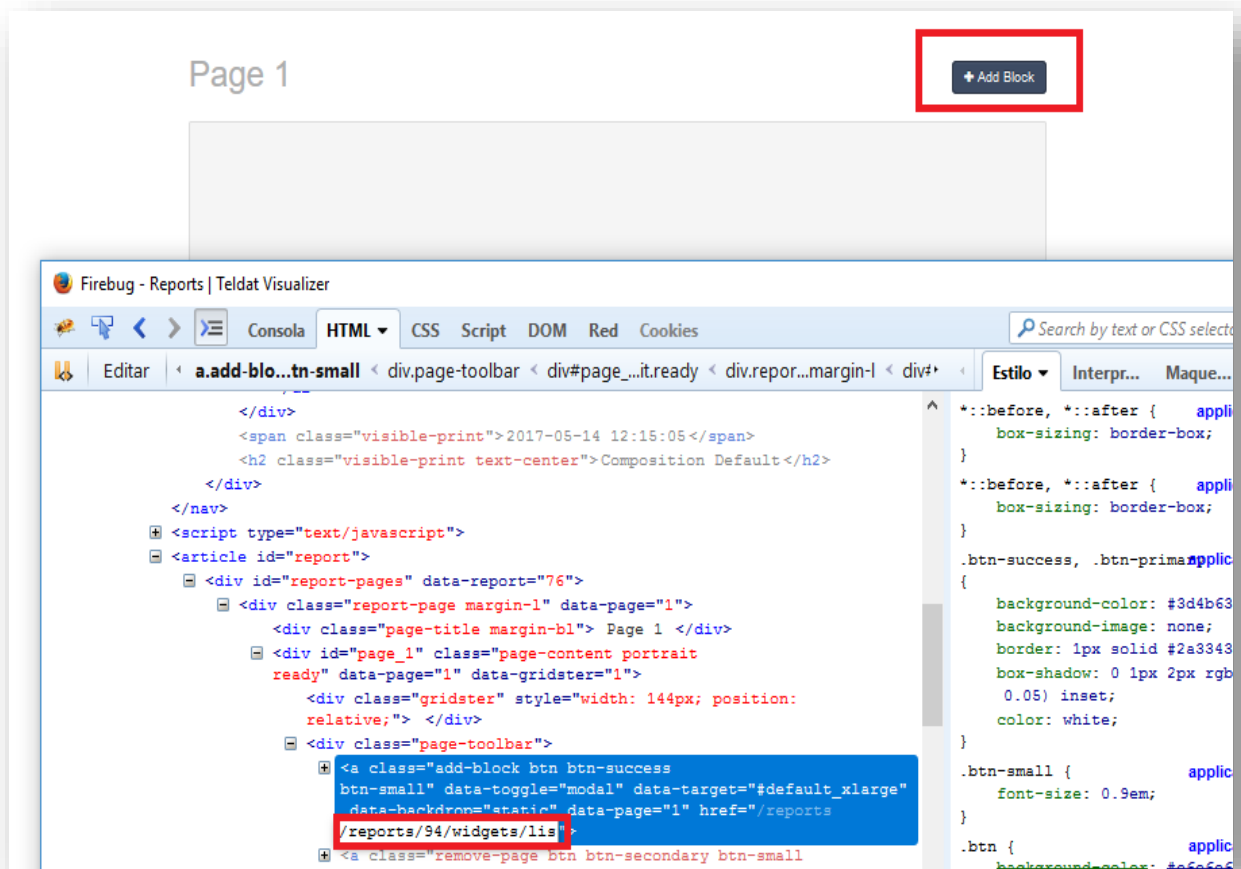 Page 1
Add Block
Firebug - Reports | Teldat Visualizer
Consola HTML CSS Script DOM Red Cookies
Search by text or CSS selecto
Editar a.add-blo...tn-small < div.page-toolbar < div#page_...it.ready < div.repor...margin-l < div#
Estilo Interpr... Maque...
</div>
<span class="visible-print">2017-05-14 12:15:05</span>
<h2 class="visible-print text-center">Composition Default</h2>
</div>
</nav>
<script type="text/javascript">
<article id="report">
<div id="report-pages" data-report="76">
<div class="report-page margin-l" data-page="1">
<div class="page-title margin-bl"> Page 1 </div>
<div id="page_1" class="page-content portrait
ready" data-page="1" data-gridster="1">
<div class="gridster" style="width: 144px; position:
relative;"> </div>
<div class="page-toolbar">
<a class="add-block btn btn-success
btn-small" data-toggle="modal" data-target="#default_xlarge"
data-backdrop="static" data-page="1" href="/reports
/reports/94/widgets/lis">
<a class="remove-page btn btn-secondary btn-small
*::before, *::after { appli
box-sizing: border-box;
}
*::before, *::after { appli
box-sizing: border-box;
}
.btn-success, .btn-primar applic
{
background-color: #3d4b63
background-image: none;
border: 1px solid #2a3343
box-shadow: 0 1px 2px rgb
0.05) inset;
color: white;
}
.btn-small { applic
font-size: 0.9em;
}
.btn { applic
background-color: #e6e6e6